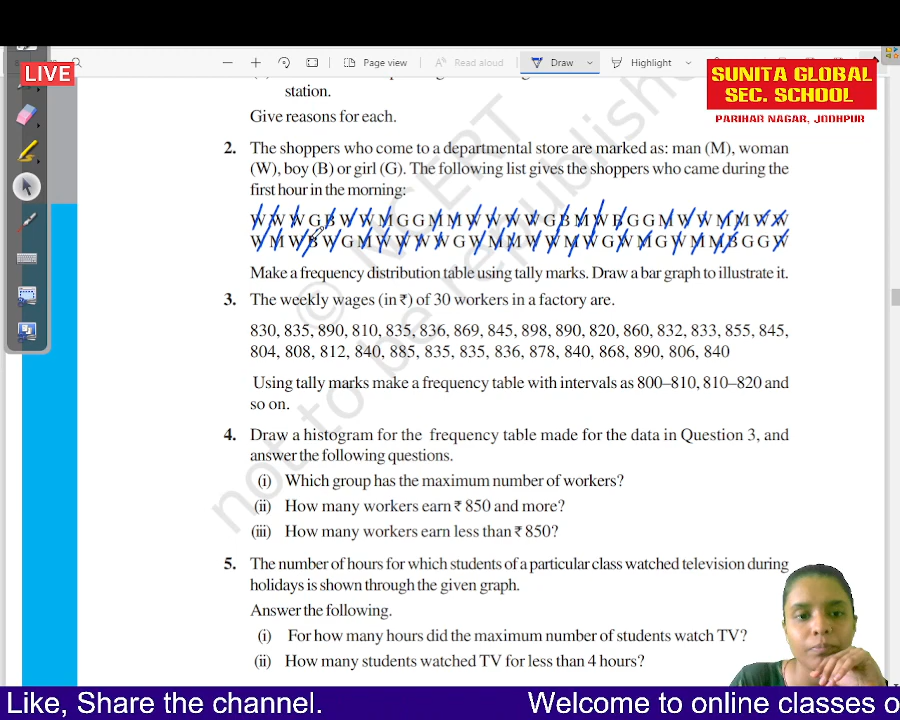 LIVE
Page view
Read aloud
Draw
Highlight
SUNITA GLOBAL
SEC. SCHOOL
PARIHAR NAGAR, JODHPUR
station.
Give reasons for each.
2. The shoppers who come to a departmental store are marked as: man (M), woman
(W), boy (B) or girl (G). The following list gives the shoppers who came during the
first hour in the morning:
W W W G B W W M G G M M W W W W G B M W B G G M W W M M W W
W M W B W G M W W W W G W M M W W M W G W M G W M M B G G W
Make a frequency distribution table using tally marks. Draw a bar graph to illustrate it.
3. The weekly wages (in ₹) of 30 workers in a factory are.
830, 835, 890, 810, 835, 836, 869, 845, 898, 890, 820, 860, 832, 833, 855, 845,
804, 808, 812, 840, 885, 835, 835, 836, 878, 840, 868, 890, 806, 840
Using tally marks make a frequency table with intervals as 800–810, 810–820 and
so on.
4. Draw a histogram for the frequency table made for the data in Question 3, and
answer the following questions.
(i) Which group has the maximum number of workers?
(ii) How many workers earn ₹ 850 and more?
(iii) How many workers earn less than ₹ 850?
5. The number of hours for which students of a particular class watched television during
holidays is shown through the given graph.
Answer the following.
(i) For how many hours did the maximum number of students watch TV?
(ii) How many students watched TV for less than 4 hours?
© NCERT
not to be republished
Like, Share the channel.
Welcome to online classes o